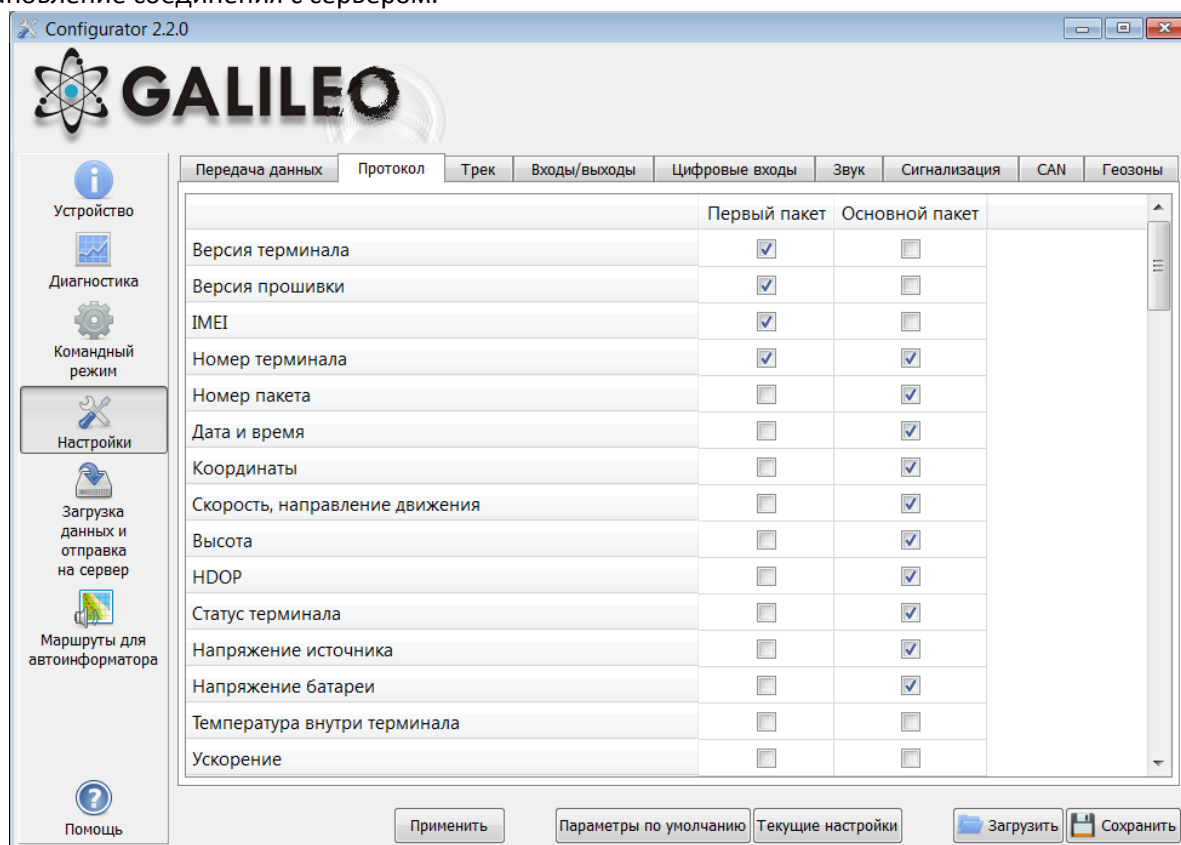 новление соединения с сервером.
Configurator 2.2.0
GALILEO
Передача данных Протокол Трек Входы/выходы Цифровые входы Звук Сигнализация CAN Геозоны
Устройство
Диагностика
Командный
режим
Настройки
Загрузка
данных и
отправка
на сервер
Маршруты для
автоинформатора
Помощь
Первый пакет Основной пакет
Версия терминала
Версия прошивки
IMEI
Номер терминала
Номер пакета
Дата и время
Координаты
Скорость, направление движения
Высота
HDOP
Статус терминала
Напряжение источника
Напряжение батареи
Температура внутри терминала
Ускорение
Применить Параметры по умолчанию Текущие настройки Загрузить Сохранить